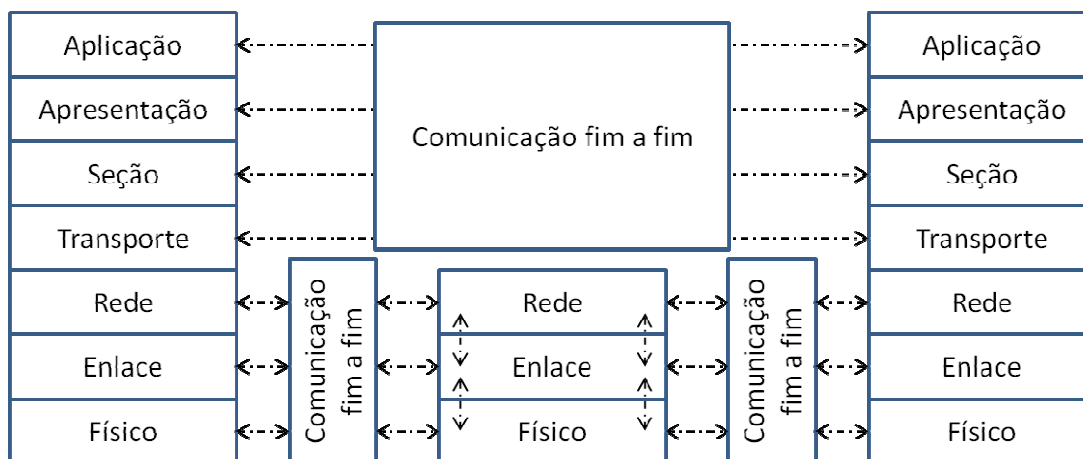 Aplicação
Aplicação
Apresentação
Comunicação fim a fim
Apresentação
Seção
Seção
Transporte
Transporte
Rede
Comunicação
fim a fim
Rede
Comunicação
fim a fim
Rede
Enlace
Enlace
Enlace
Físico
Físico
Físico